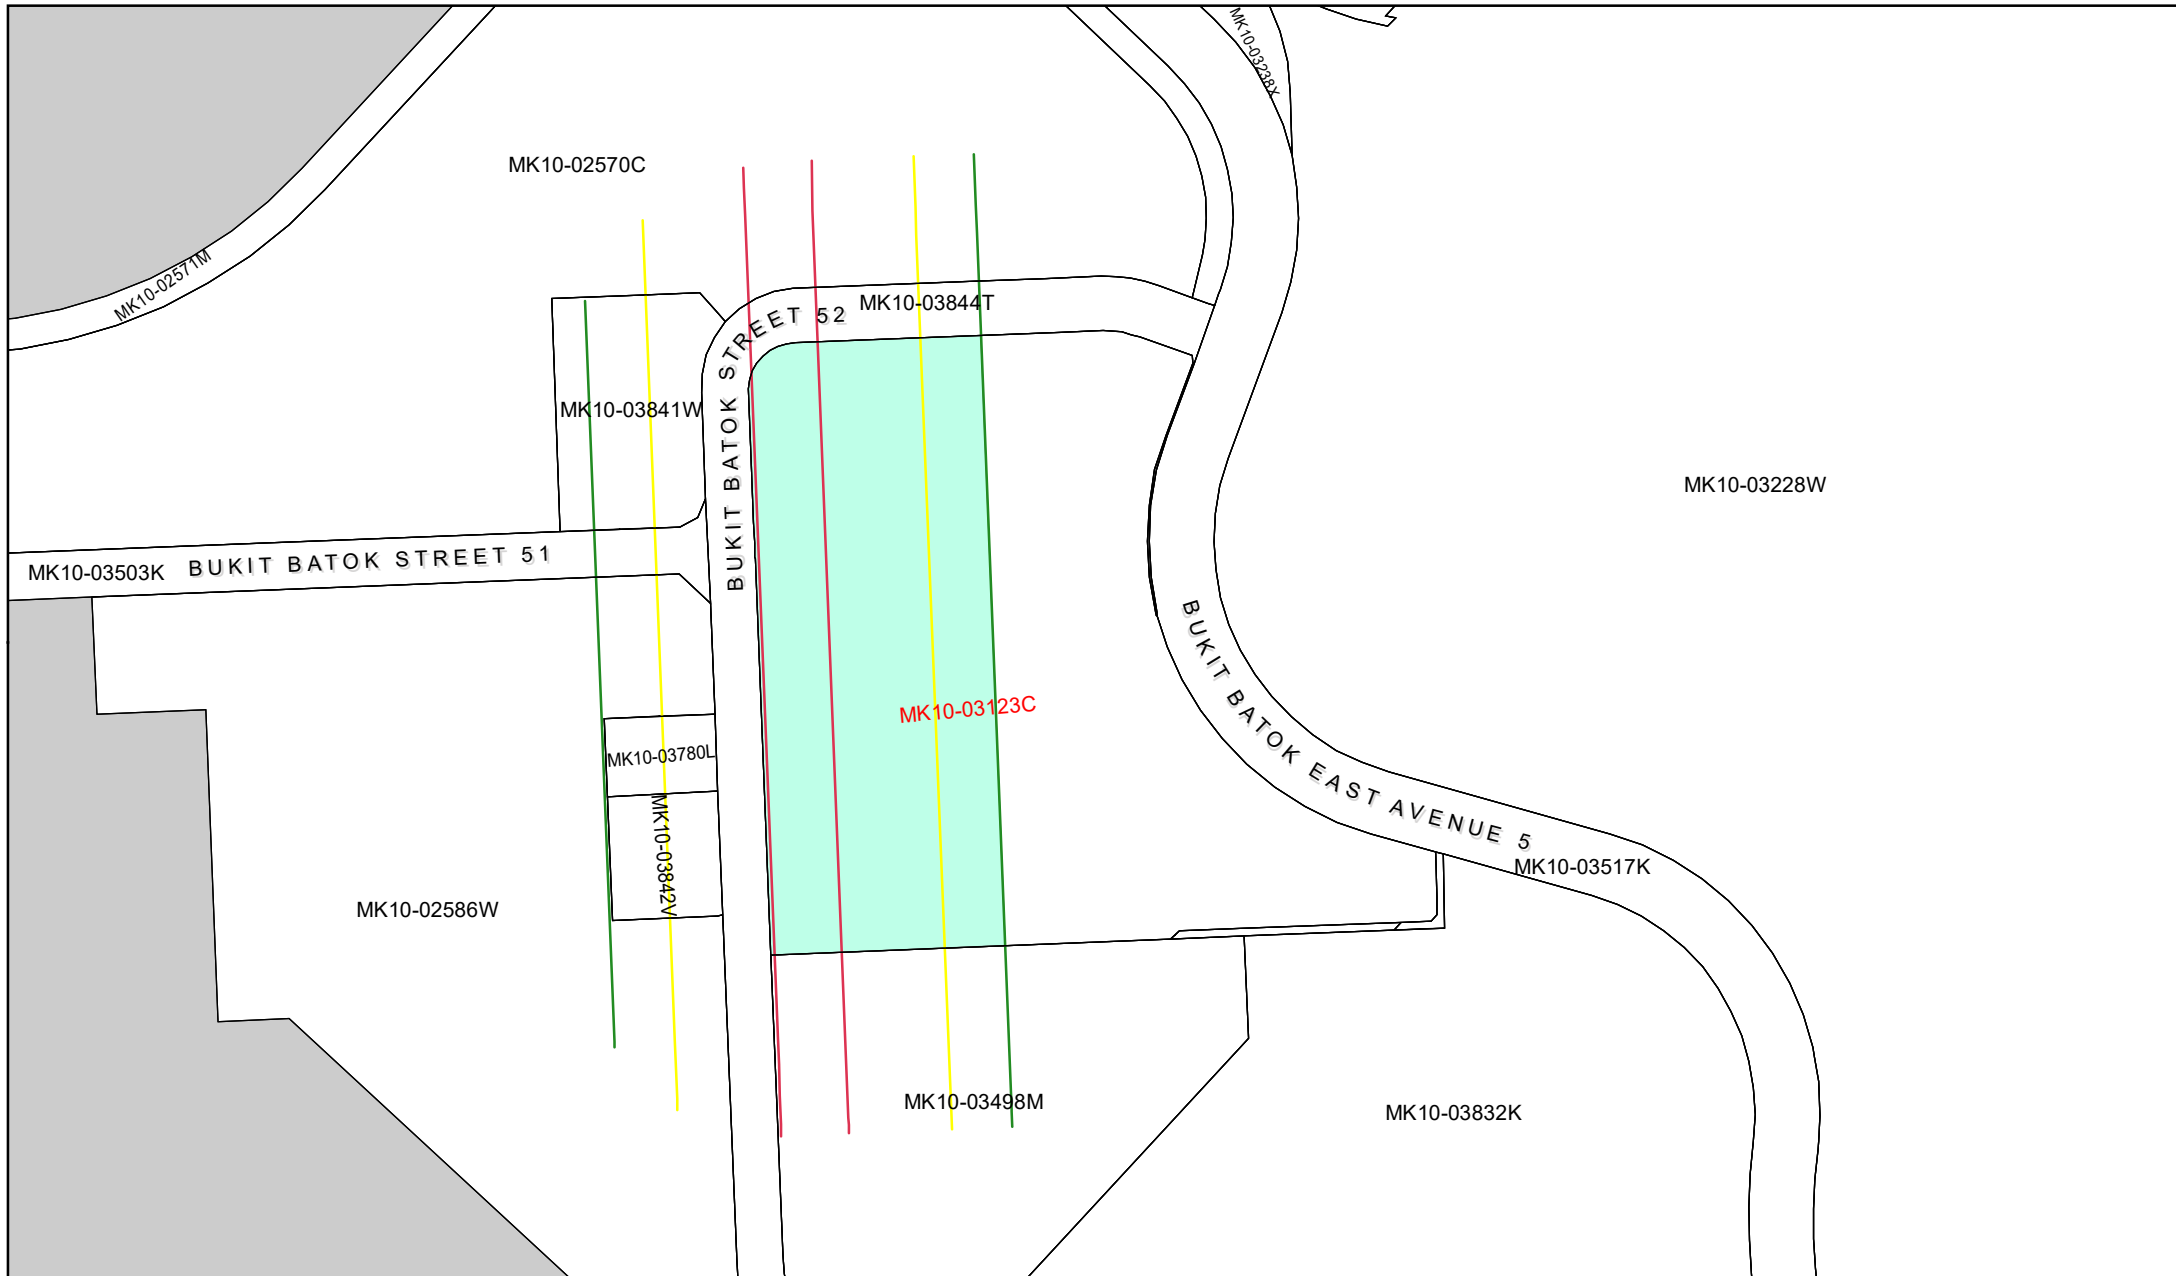 MK10-03238X
MK10-02570C
MK10-02571M
MK10-03844T
BUKIT BATOK STREET 52
MK10-03841W
MK10-03228W
MK10-03503K
BUKIT BATOK STREET 51
MK10-03123C
MK10-03780L
BUKIT BATOK EAST AVENUE 5
MK10-03842V
MK10-03517K
MK10-02586W
MK10-03498M
MK10-03832K